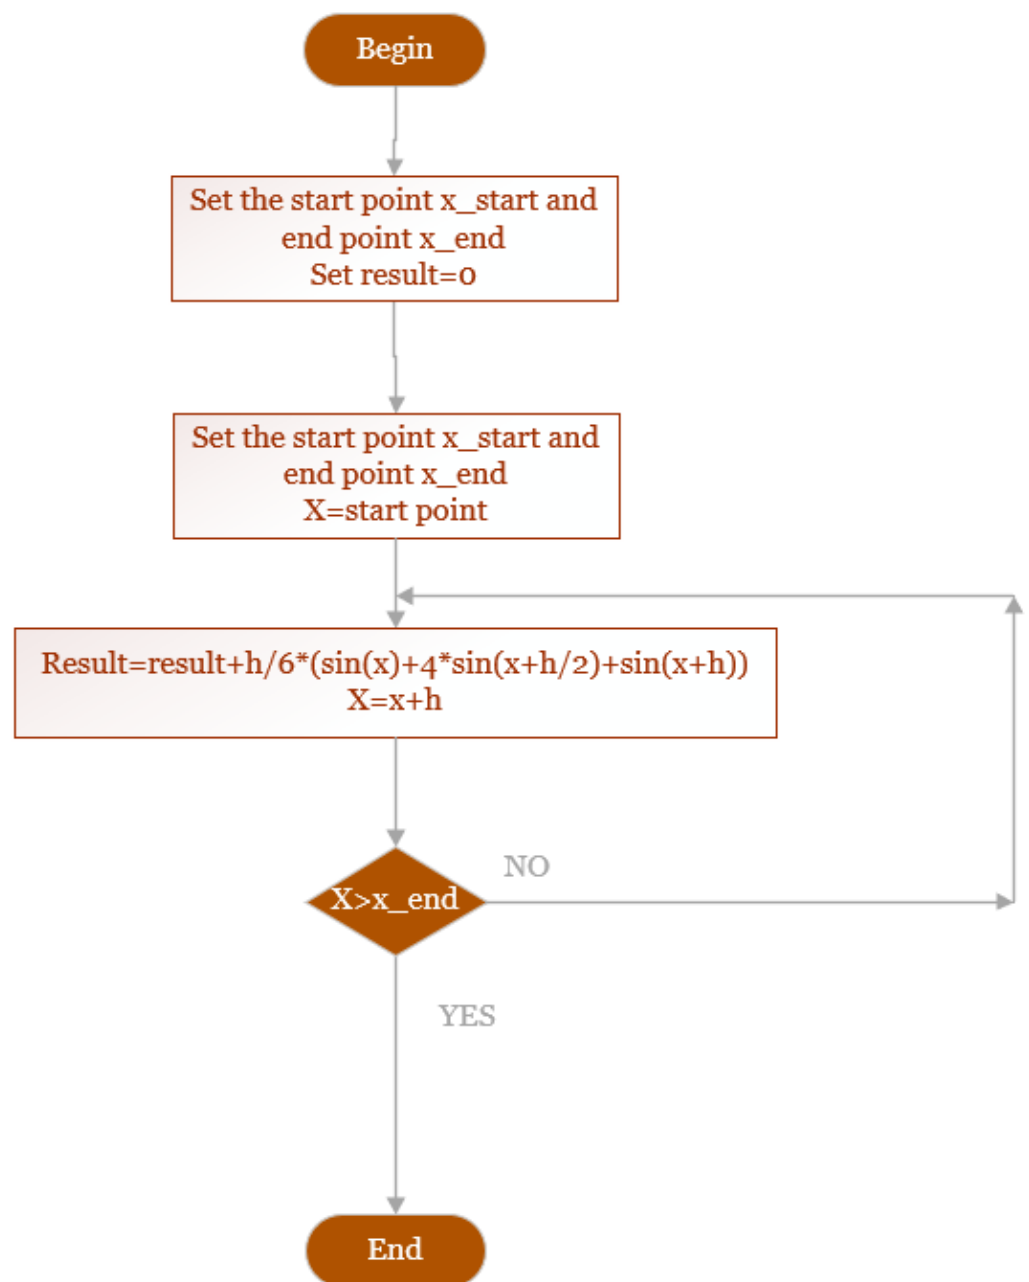 Begin
Set the start point x_start and
end point x_end
Set result=0
Set the start point x_start and
end point x_end
X=start point
Result=result+h/6*(sin(x)+4*sin(x+h/2)+sin(x+h))
X=x+h
X>x_end
NO
YES
End